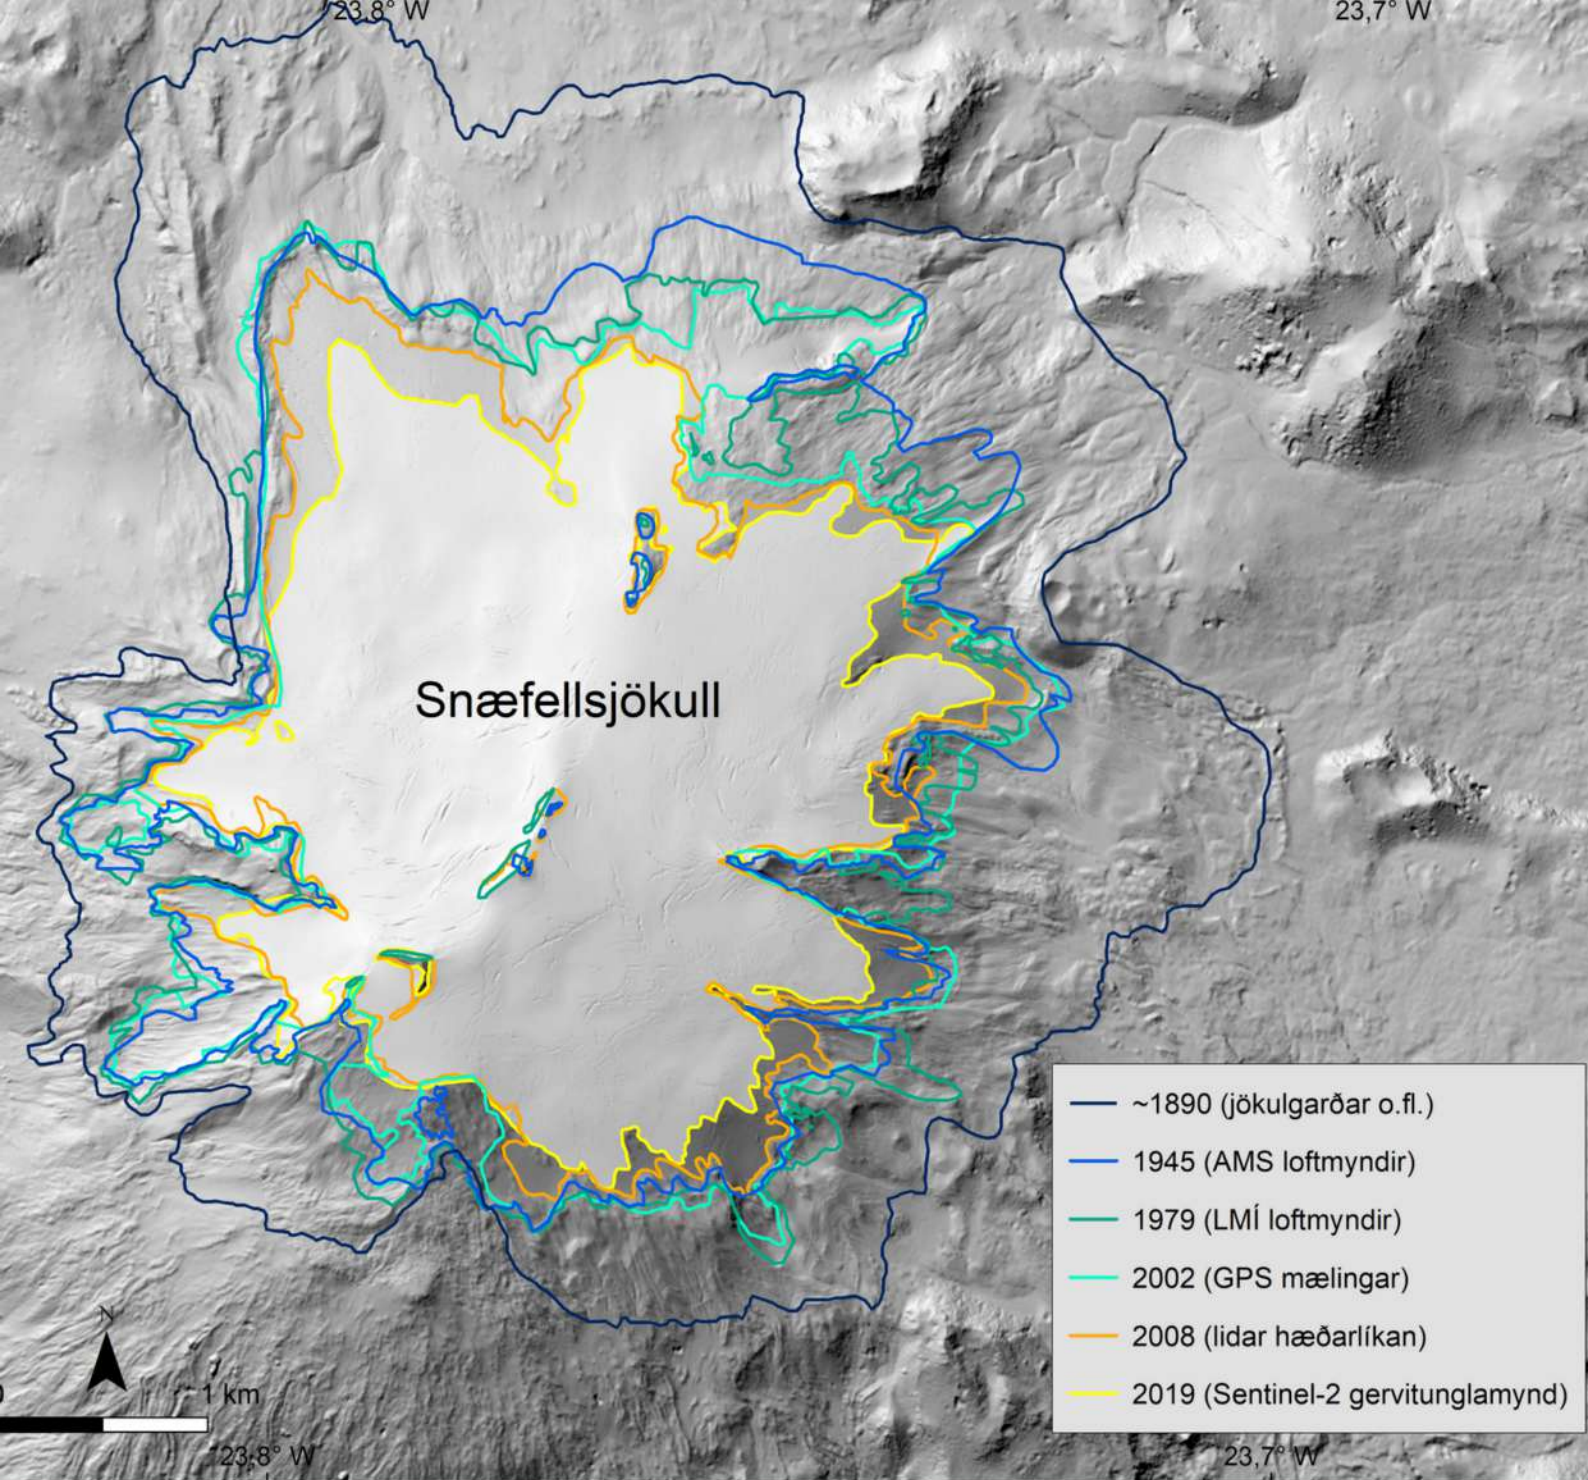 23,8° W
23,7° W
Snæfellsjökull
~1890 (jökulgarðar o.fl.)
1945 (AMS loftmyndir)
1979 (LMÍ loftmyndir)
2002 (GPS mælingar)
2008 (lidar hæðarlíkan)
2019 (Sentinel-2 gervitunglamynd)
N
0
1 km
23,8° W
23,7° W